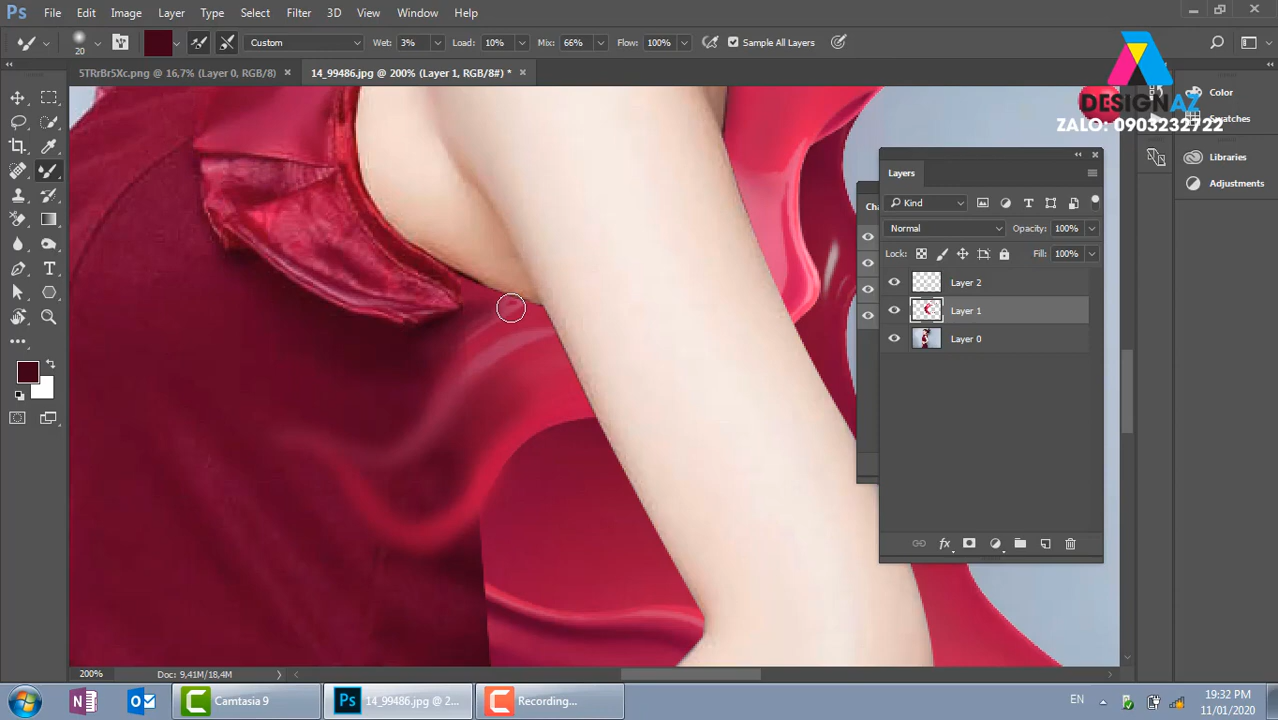 Ps File Edit Image Layer Type Select Filter 3D View Window Help
20 Custom Wet: 3% Load: 10% Mix: 66% Flow: 100% Sample All Layers
5TRrBrSXc.png @ 16,7% (Layer 0, RGB/8) × 14_99486.jpg @ 200% (Layer 1, RGB/8#) * ×
DESIGNAZ
ZALO: 0903232722
Color
Swatches
Libraries
Adjustments
Cha
Layers
Kind
Normal Opacity: 100%
Lock: Fill: 100%
Layer 2
Layer 1
Layer 0
fx
200% Doc: 9,41M/18,4M
Camtasia 9 14_99486.jpg @ 2... Recording... EN 19:32 PM
11/01/2020